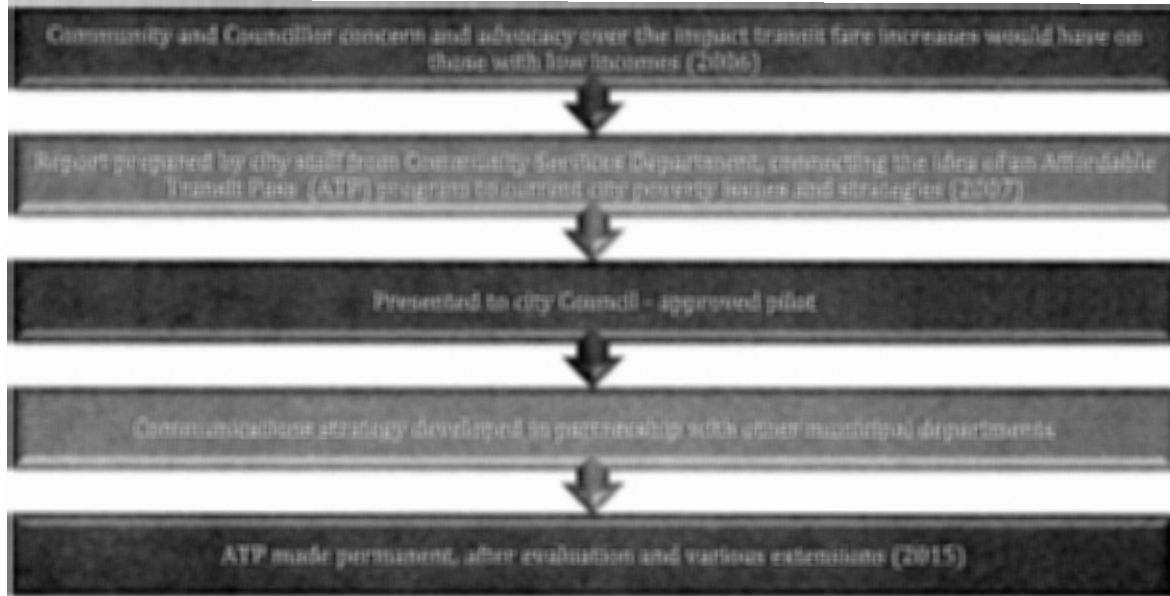 Community and Councillor concern and advocacy over the impact transit fare increases would have on
those with low incomes (2006)
Report prepared by city staff from Community Services Department, connecting the idea of an Affordable
Transit Pass (ATP) program to current city poverty issues and strategies (2007)
Presented to city Council - approved pilot
Communications strategy developed in partnership with other municipal departments
ATP made permanent, after evaluation and various extensions (2015)